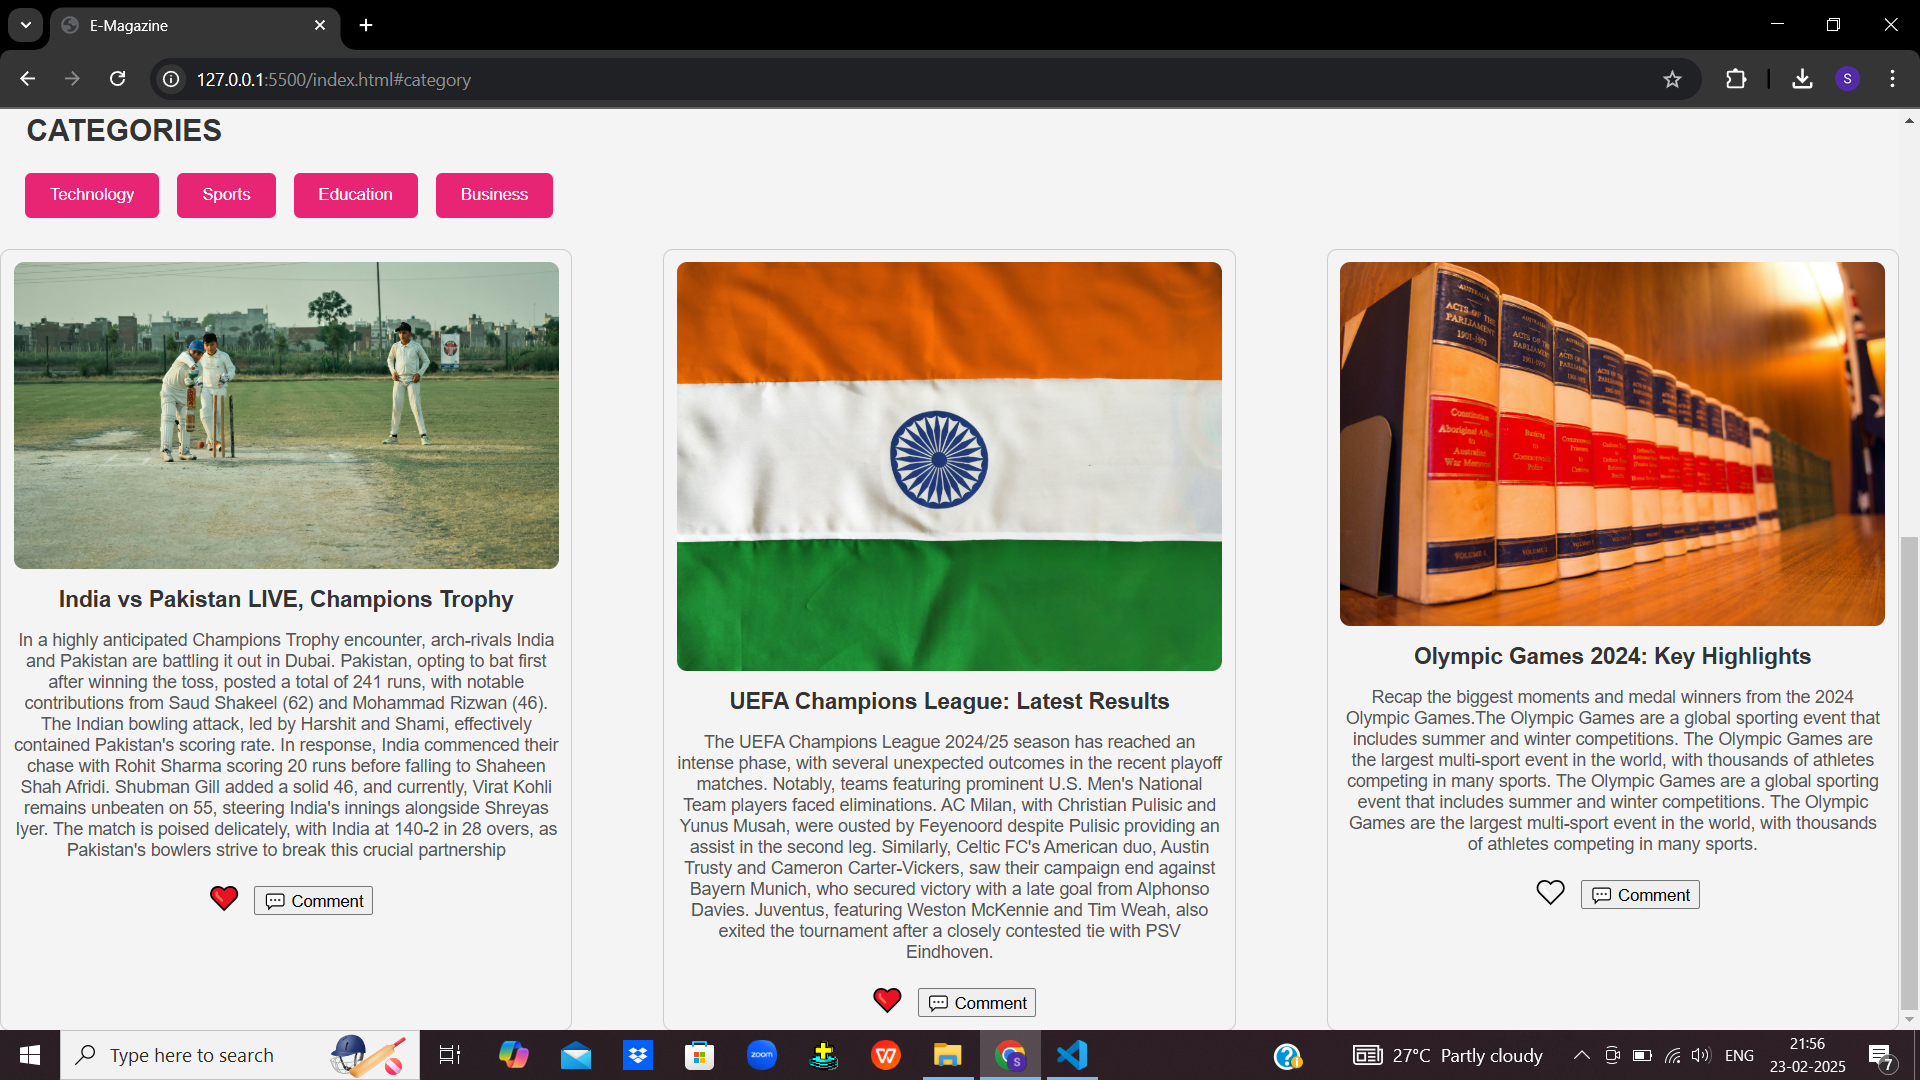 E-Magazine
127.0.0.1:5500/index.html#category
S
CATEGORIES
Technology
Sports
Education
Business
India vs Pakistan LIVE, Champions Trophy
In a highly anticipated Champions Trophy encounter, arch-rivals India
and Pakistan are battling it out in Dubai. Pakistan, opting to bat first
after winning the toss, posted a total of 241 runs, with notable
contributions from Saud Shakeel (62) and Mohammad Rizwan (46).
The Indian bowling attack, led by Harshit and Shami, effectively
contained Pakistan's scoring rate. In response, India commenced their
chase with Rohit Sharma scoring 20 runs before falling to Shaheen
Shah Afridi. Shubman Gill added a solid 46, and currently, Virat Kohli
remains unbeaten on 55, steering India's innings alongside Shreyas
Iyer. The match is poised delicately, with India at 140-2 in 28 overs, as
Pakistan's bowlers strive to break this crucial partnership
Comment
UEFA Champions League: Latest Results
The UEFA Champions League 2024/25 season has reached an
intense phase, with several unexpected outcomes in the recent playoff
matches. Notably, teams featuring prominent U.S. Men's National
Team players faced eliminations. AC Milan, with Christian Pulisic and
Yunus Musah, were ousted by Feyenoord despite Pulisic providing an
assist in the second leg. Similarly, Celtic FC's American duo, Austin
Trusty and Cameron Carter-Vickers, saw their campaign end against
Bayern Munich, who secured victory with a late goal from Alphonso
Davies. Juventus, featuring Weston McKennie and Tim Weah, also
exited the tournament after a closely contested tie with PSV
Eindhoven.
Comment
AUSTRALIA
ACTS OF THE
PARLIAMENT
1901-1973
Constitution
to
Australian
War Memorial
VOLUME 1
Olympic Games 2024: Key Highlights
Recap the biggest moments and medal winners from the 2024
Olympic Games.The Olympic Games are a global sporting event that
includes summer and winter competitions. The Olympic Games are
the largest multi-sport event in the world, with thousands of athletes
competing in many sports. The Olympic Games are a global sporting
event that includes summer and winter competitions. The Olympic
Games are the largest multi-sport event in the world, with thousands
of athletes competing in many sports.
Comment
Type here to search
zoom
W
S
27°C Partly cloudy
ENG
21:56
23-02-2025
7